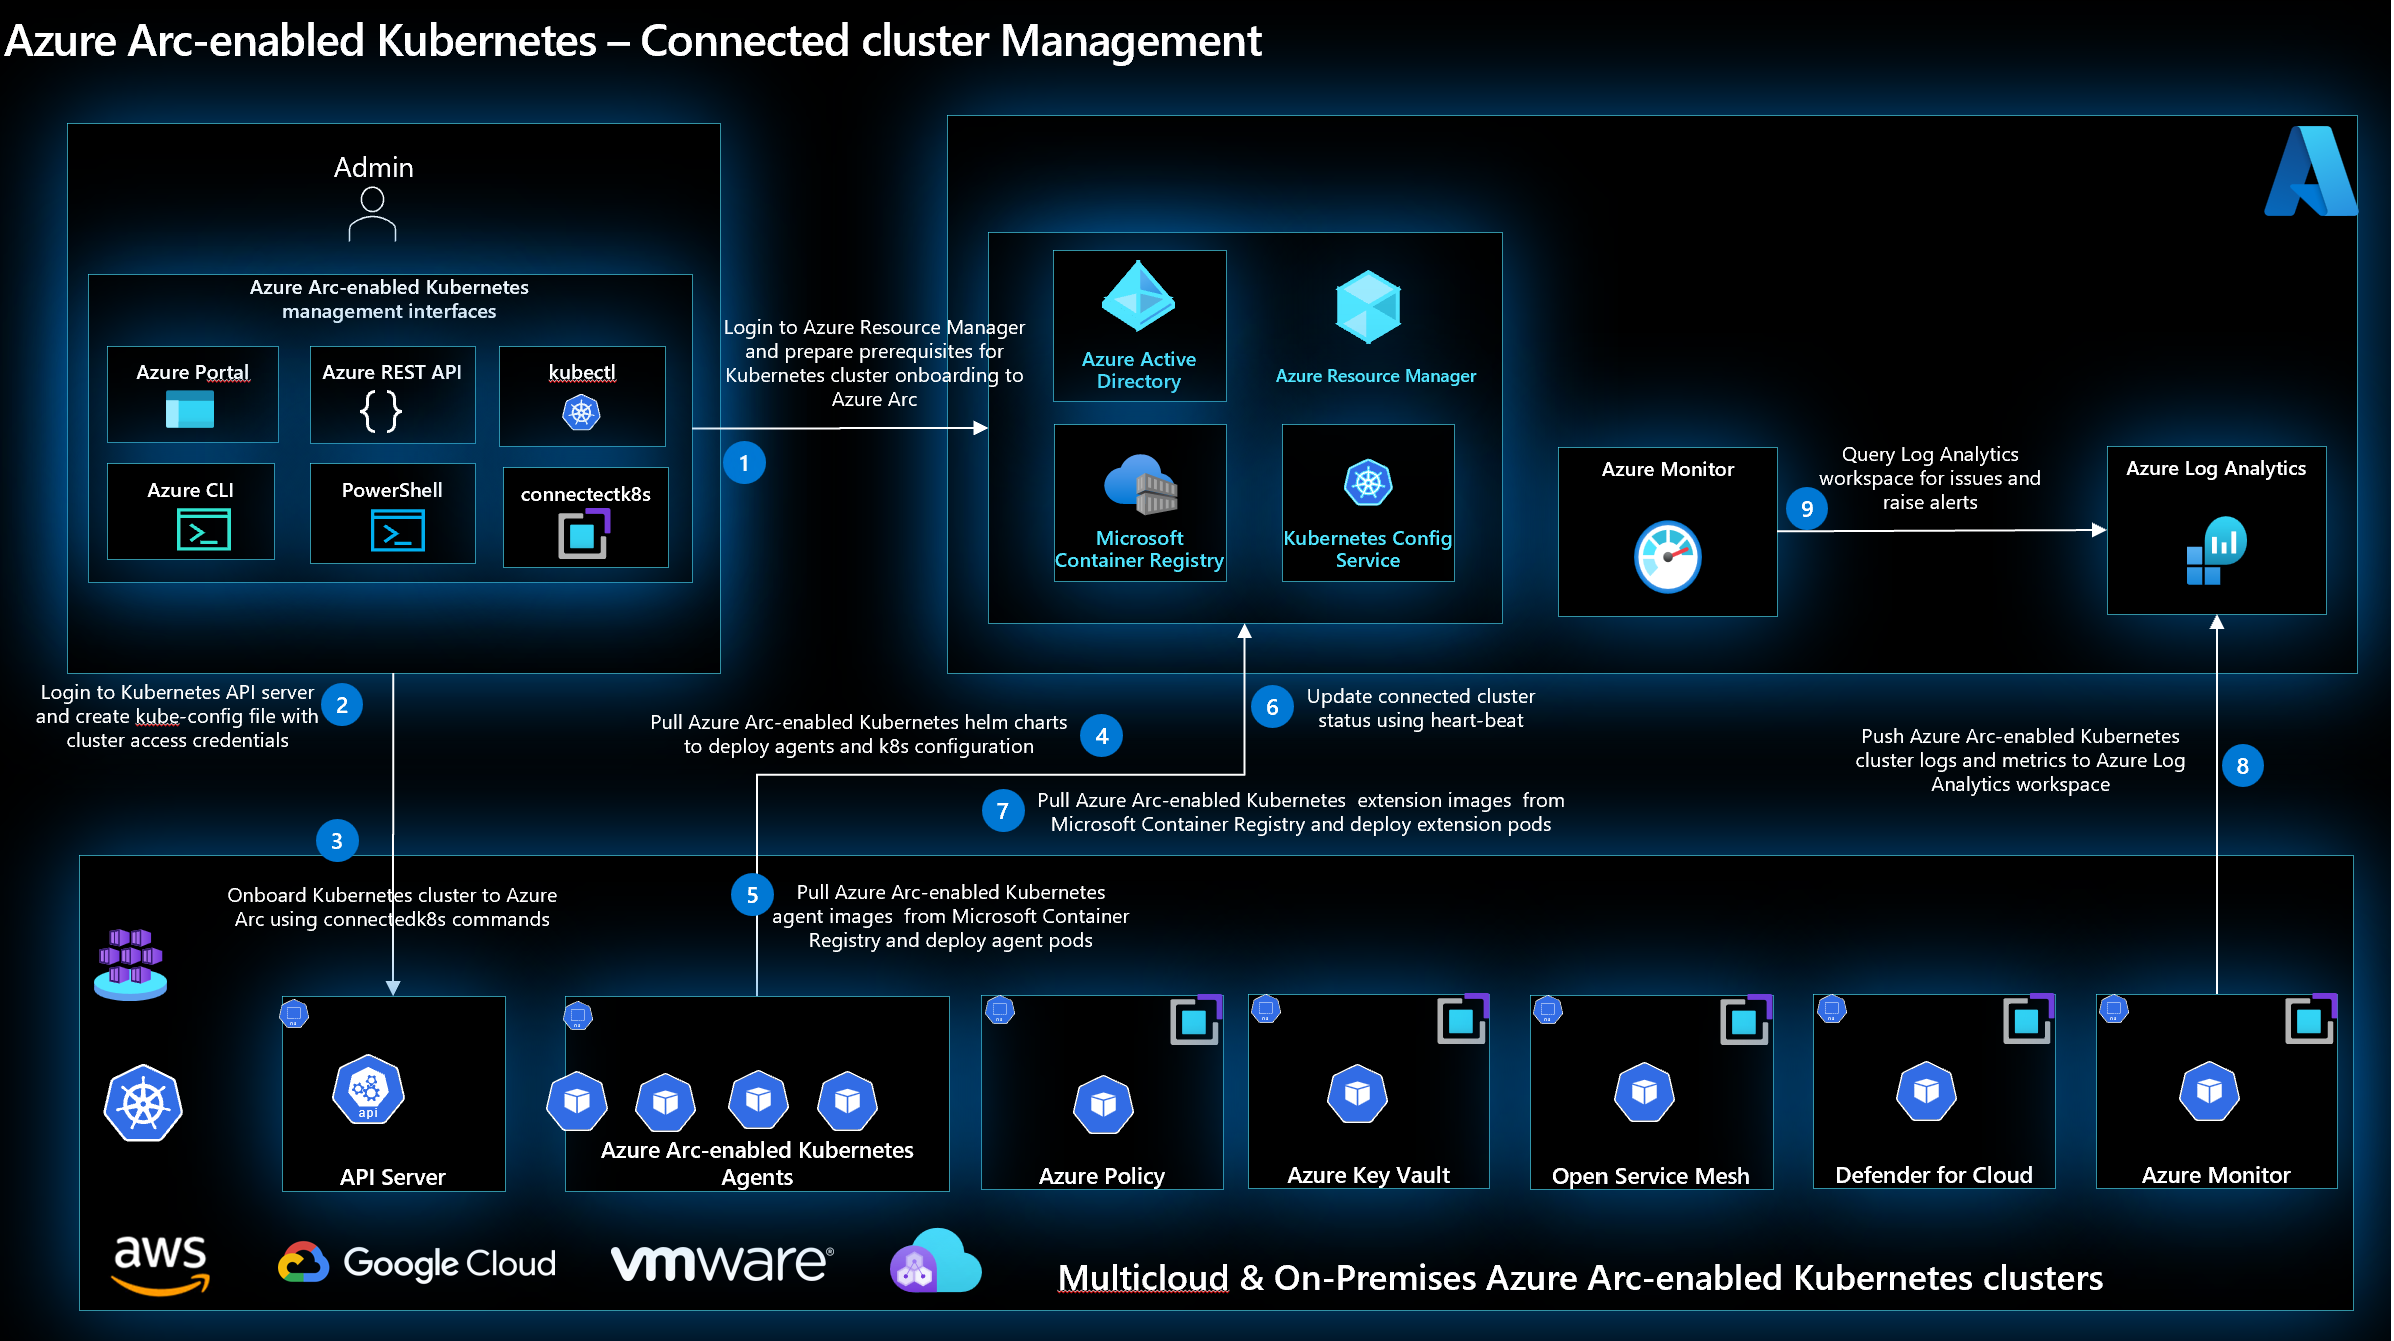 Azure Arc-enabled Kubernetes – Connected cluster Management
Admin
Azure Arc-enabled Kubernetes
management interfaces
Azure Portal
Azure REST API
kubectl
Azure CLI
PowerShell
connectectk8s
Login to Azure Resource Manager
and prepare prerequisites for
Kubernetes cluster onboarding to
Azure Arc
1
Azure Active
Directory
Azure Resource Manager
Microsoft
Container Registry
Kubernetes Config
Service
Azure Monitor
Query Log Analytics
workspace for issues and
raise alerts
9
Azure Log Analytics
Login to Kubernetes API server
and create kube-config file with
cluster access credentials
2
3
Onboard Kubernetes cluster to Azure
Arc using connectedk8s commands
Pull Azure Arc-enabled Kubernetes helm charts
to deploy agents and k8s configuration
4
6
Update connected cluster
status using heart-beat
7
Pull Azure Arc-enabled Kubernetes  extension images  from
Microsoft Container Registry and deploy extension pods
5
Pull Azure Arc-enabled Kubernetes
agent images  from Microsoft Container
Registry and deploy agent pods
Push Azure Arc-enabled Kubernetes
cluster logs and metrics to Azure Log
Analytics workspace
8
api
API Server
Azure Arc-enabled Kubernetes
Agents
Azure Policy
Azure Key Vault
Open Service Mesh
Defender for Cloud
Azure Monitor
aws
Google Cloud
vmware®
Multicloud & On-Premises Azure Arc-enabled Kubernetes clusters